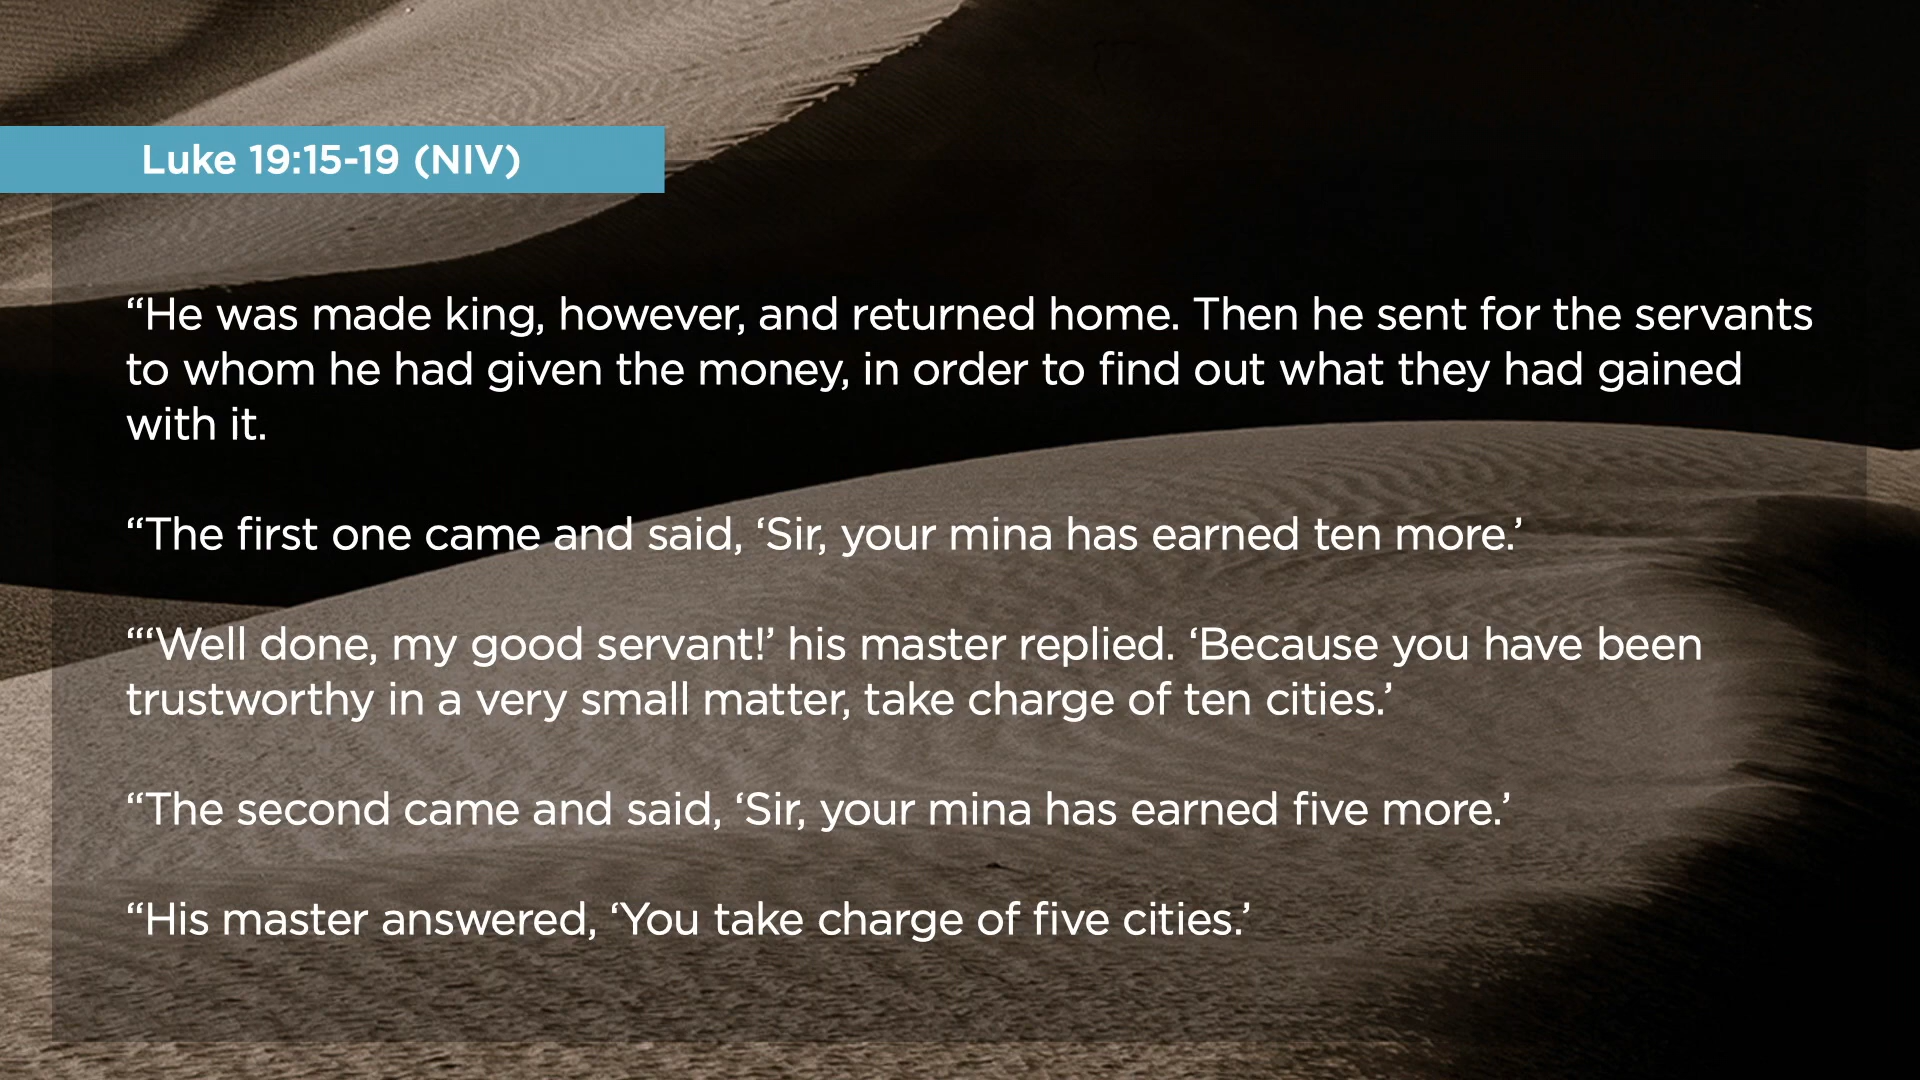 Luke 19:15-19 (NIV)
“He was made king, however, and returned home. Then he sent for the servants
to whom he had given the money, in order to find out what they had gained
with it.
“The first one came and said, ‘Sir, your mina has earned ten more.’
“‘Well done, my good servant!’ his master replied. ‘Because you have been
trustworthy in a very small matter, take charge of ten cities.’
“The second came and said, ‘Sir, your mina has earned five more.’
“His master answered, ‘You take charge of five cities.’